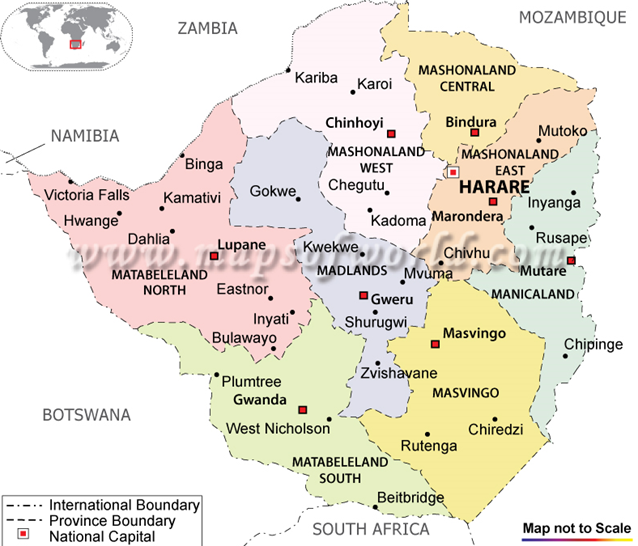 ZAMBIA
MOZAMBIQUE
Kariba
Karoi
MASHONALAND
CENTRAL
Chinhoyi
Bindura
Mutoko
NAMIBIA
MASHONALAND
WEST
MASHONALAND
EAST
Binga
HARARE
Victoria Falls
Kamativi
Gokwe
Chegutu
Inyanga
Hwange
Kadoma
Marondera
Dahlia
Lupane
Kwekwe
Chivhu
Rusape
www.mapsofworld.com
MATABELELAND
NORTH
MADLANDS
Mvuma
Mutare
MANICALAND
Eastnor
Gweru
Inyati
Shurugwi
Bulawayo
Masvingo
Chipinge
Zvishavane
Plumtree
Gwanda
MASVINGO
West Nicholson
Chiredzi
Rutenga
BOTSWANA
MATABELELAND
SOUTH
Beitbridge
SOUTH AFRICA
International Boundary
Province Boundary
National Capital
Map not to Scale